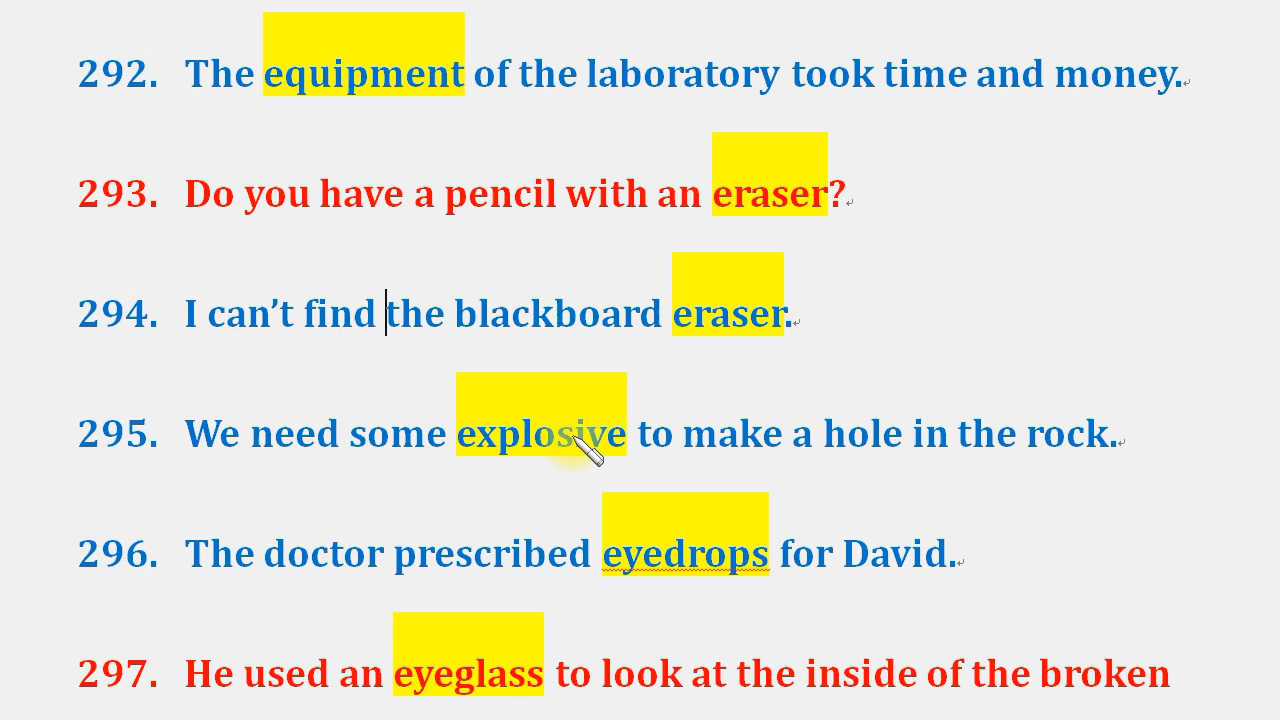 292. The equipment of the laboratory took time and money.
293. Do you have a pencil with an eraser?
294. I can’t find the blackboard eraser.
295. We need some explosive to make a hole in the rock.
296. The doctor prescribed eyedrops for David.
297. He used an eyeglass to look at the inside of the broken